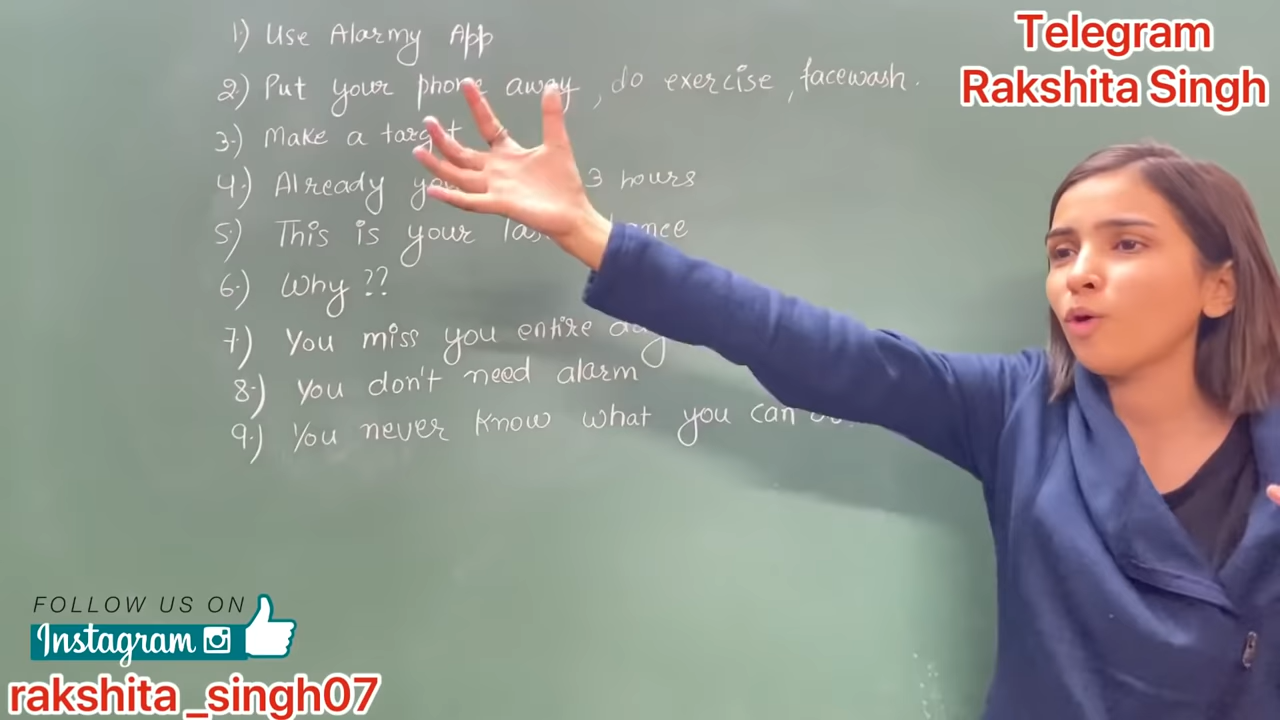 1.) Use Alarmy App
2.) Put your phone away, do exercise, facewash.
3.) Make a target
4.) Already 3 hours
5.) This is your
6.) Why ??
7.) You miss you entire
8.) You don't need alarm
9.) You never know what you can
Telegram
Rakshita Singh
FOLLOW US ON
Instagram
rakshita_singh07